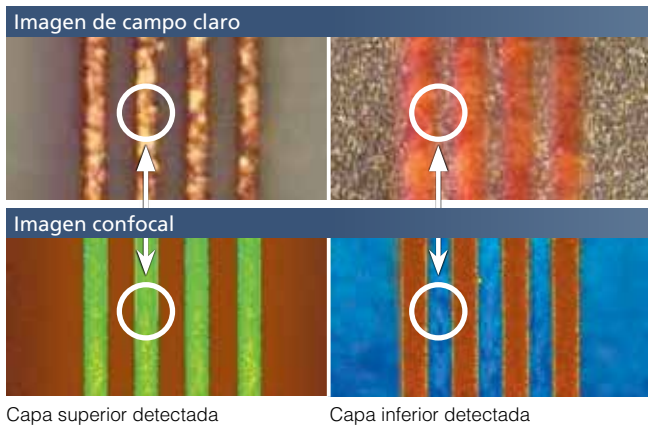 Imagen de campo claro
Imagen confocal
Capa superior detectada
Capa inferior detectada